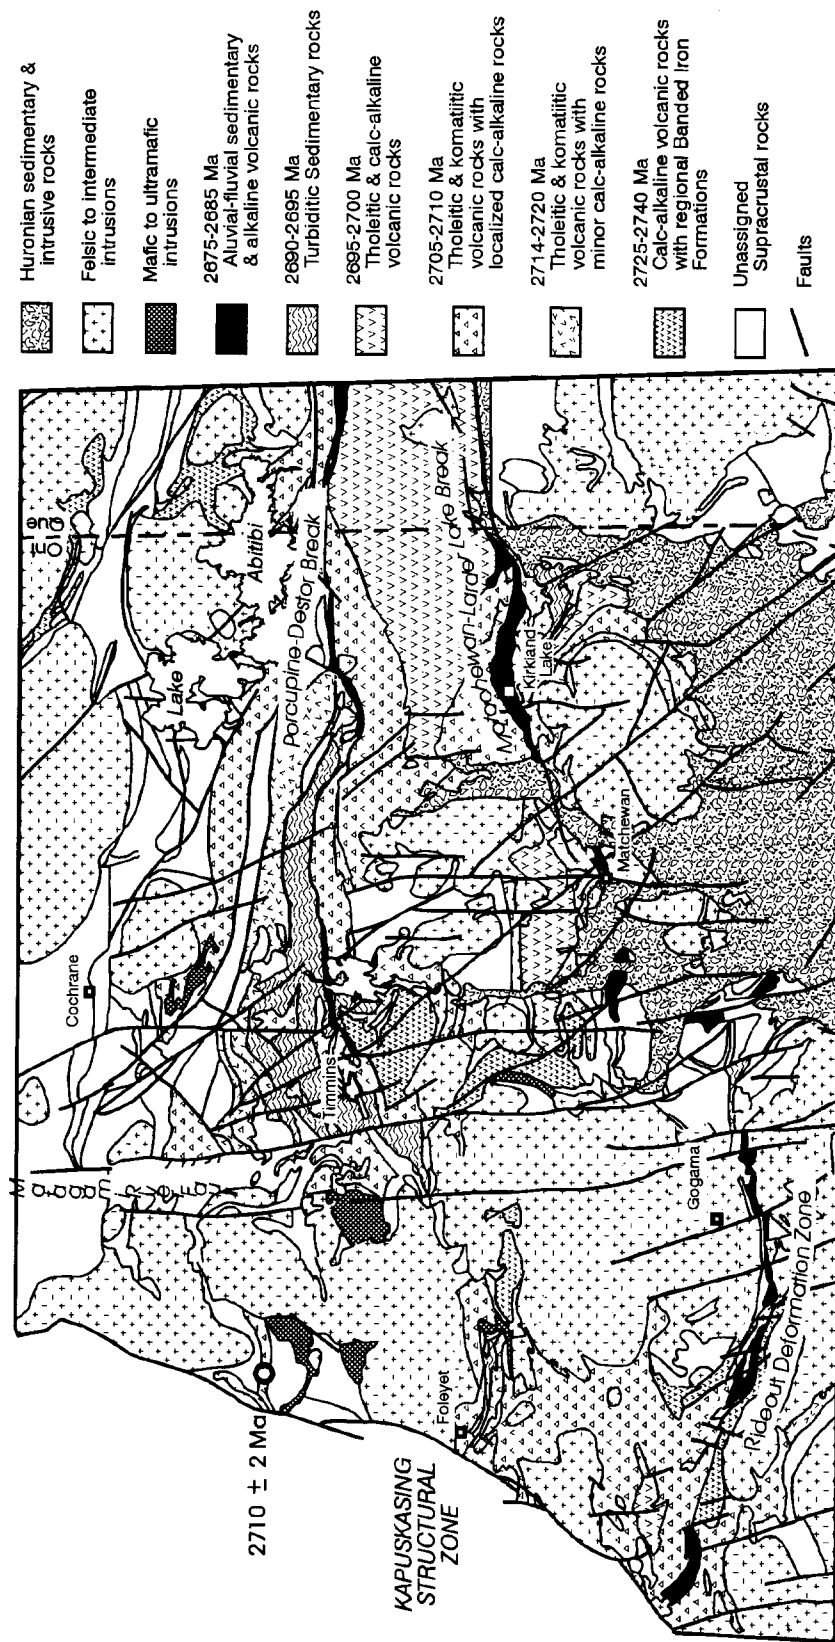 Huronian sedimentary &
intrusive rocks
Felsic to intermediate
intrusions
Mafic to ultramafic
intrusions
2675-2685 Ma
Aluvial-fluvial sedimentary
& alkaline volcanic rocks
2690-2695 Ma
Turbiditic Sedimentary rocks
2695-2700 Ma
Tholeitic & calc-alkaline
volcanic rocks
2705-2710 Ma
Tholeitic & komatiitic
volcanic rocks with
localized calc-alkaline rocks
2714-2720 Ma
Tholeitic & komatiitic
volcanic rocks with
minor calc-alkaline rocks
2725-2740 Ma
Calc-alkaline volcanic rocks
with regional Banded Iron
Formations
Unassigned
Supracrustal rocks
Faults
Lake
Abitibi
Porcupine-Destor Break
Larder Lake Break
Kirkland
Lake
Matchewan
Cochrane
Timmins
Gogama
Rideout Deformation Zone
Foleyet
2710 ± 2 Ma
KAPUSKASING
STRUCTURAL
ZONE